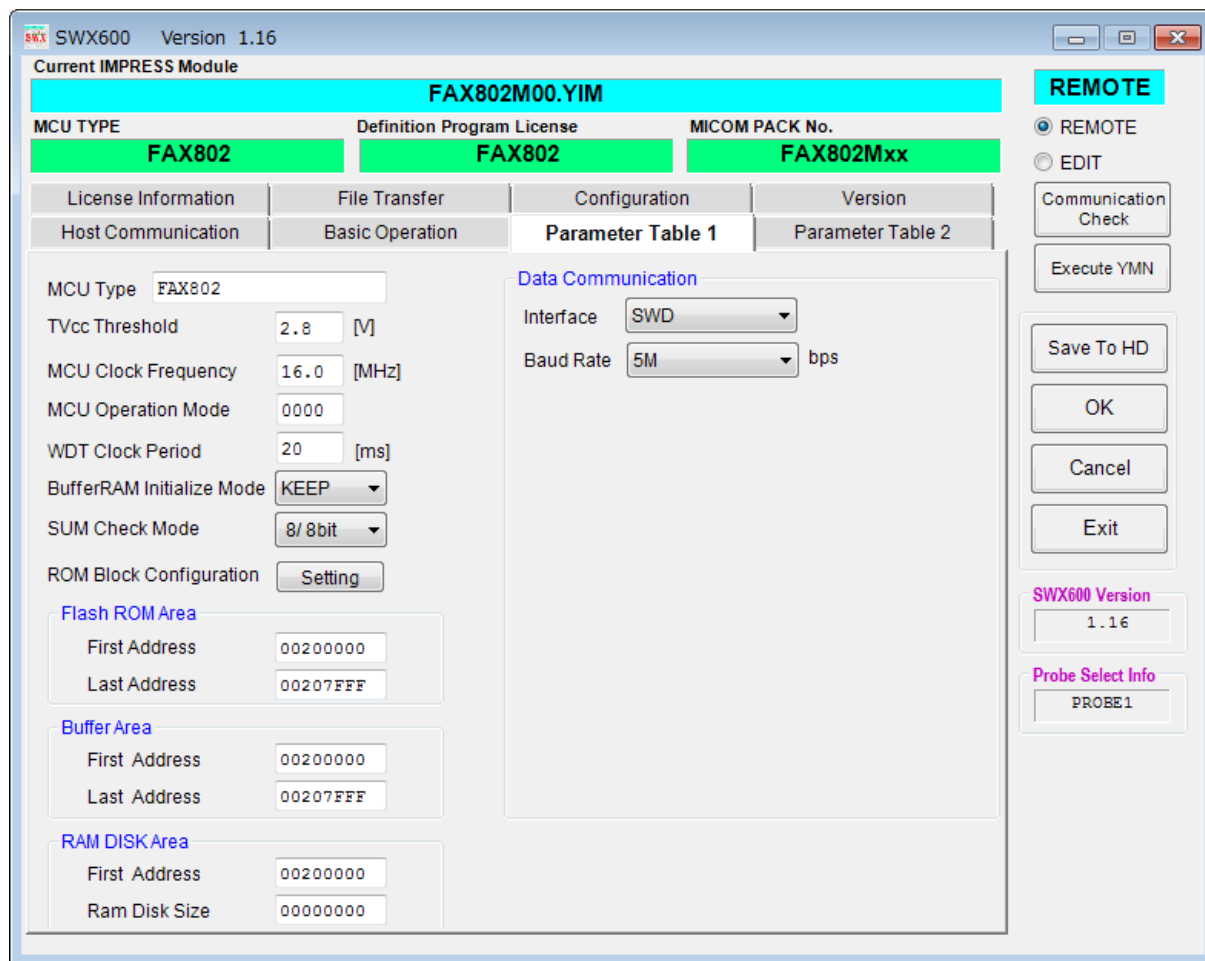 SWX600 Version 1.16
Current IMPRESS Module
FAX802M00.YIM
MCU TYPE
Definition Program License
MICOM PACK No.
FAX802
FAX802
FAX802Mxx
License Information
File Transfer
Configuration
Version
Host Communication
Basic Operation
Parameter Table 1
Parameter Table 2
MCU Type FAX802
TVcc Threshold 2.8 [V]
MCU Clock Frequency 16.0 [MHz]
MCU Operation Mode 0000
WDT Clock Period 20 [ms]
BufferRAM Initialize Mode KEEP
SUM Check Mode 8/ 8bit
ROM Block Configuration Setting
Flash ROM Area
First Address 00200000
Last Address 00207FFF
Buffer Area
First Address 00200000
Last Address 00207FFF
RAM DISK Area
First Address 00200000
Ram Disk Size 00000000
Data Communication
Interface SWD
Baud Rate 5M bps
REMOTE
REMOTE
EDIT
Communication
Check
Execute YMN
Save To HD
OK
Cancel
Exit
SWX600 Version
1.16
Probe Select Info
PROBE1